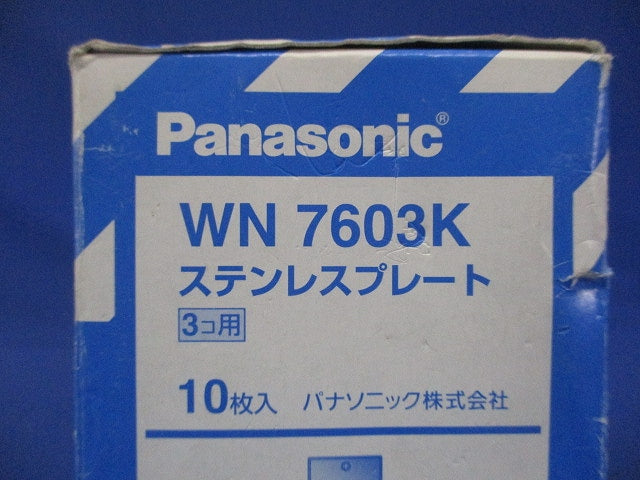 Panasonic®
WN 7603K
ステンレスプレート
3コ用
10枚入 パナソニック株式会社